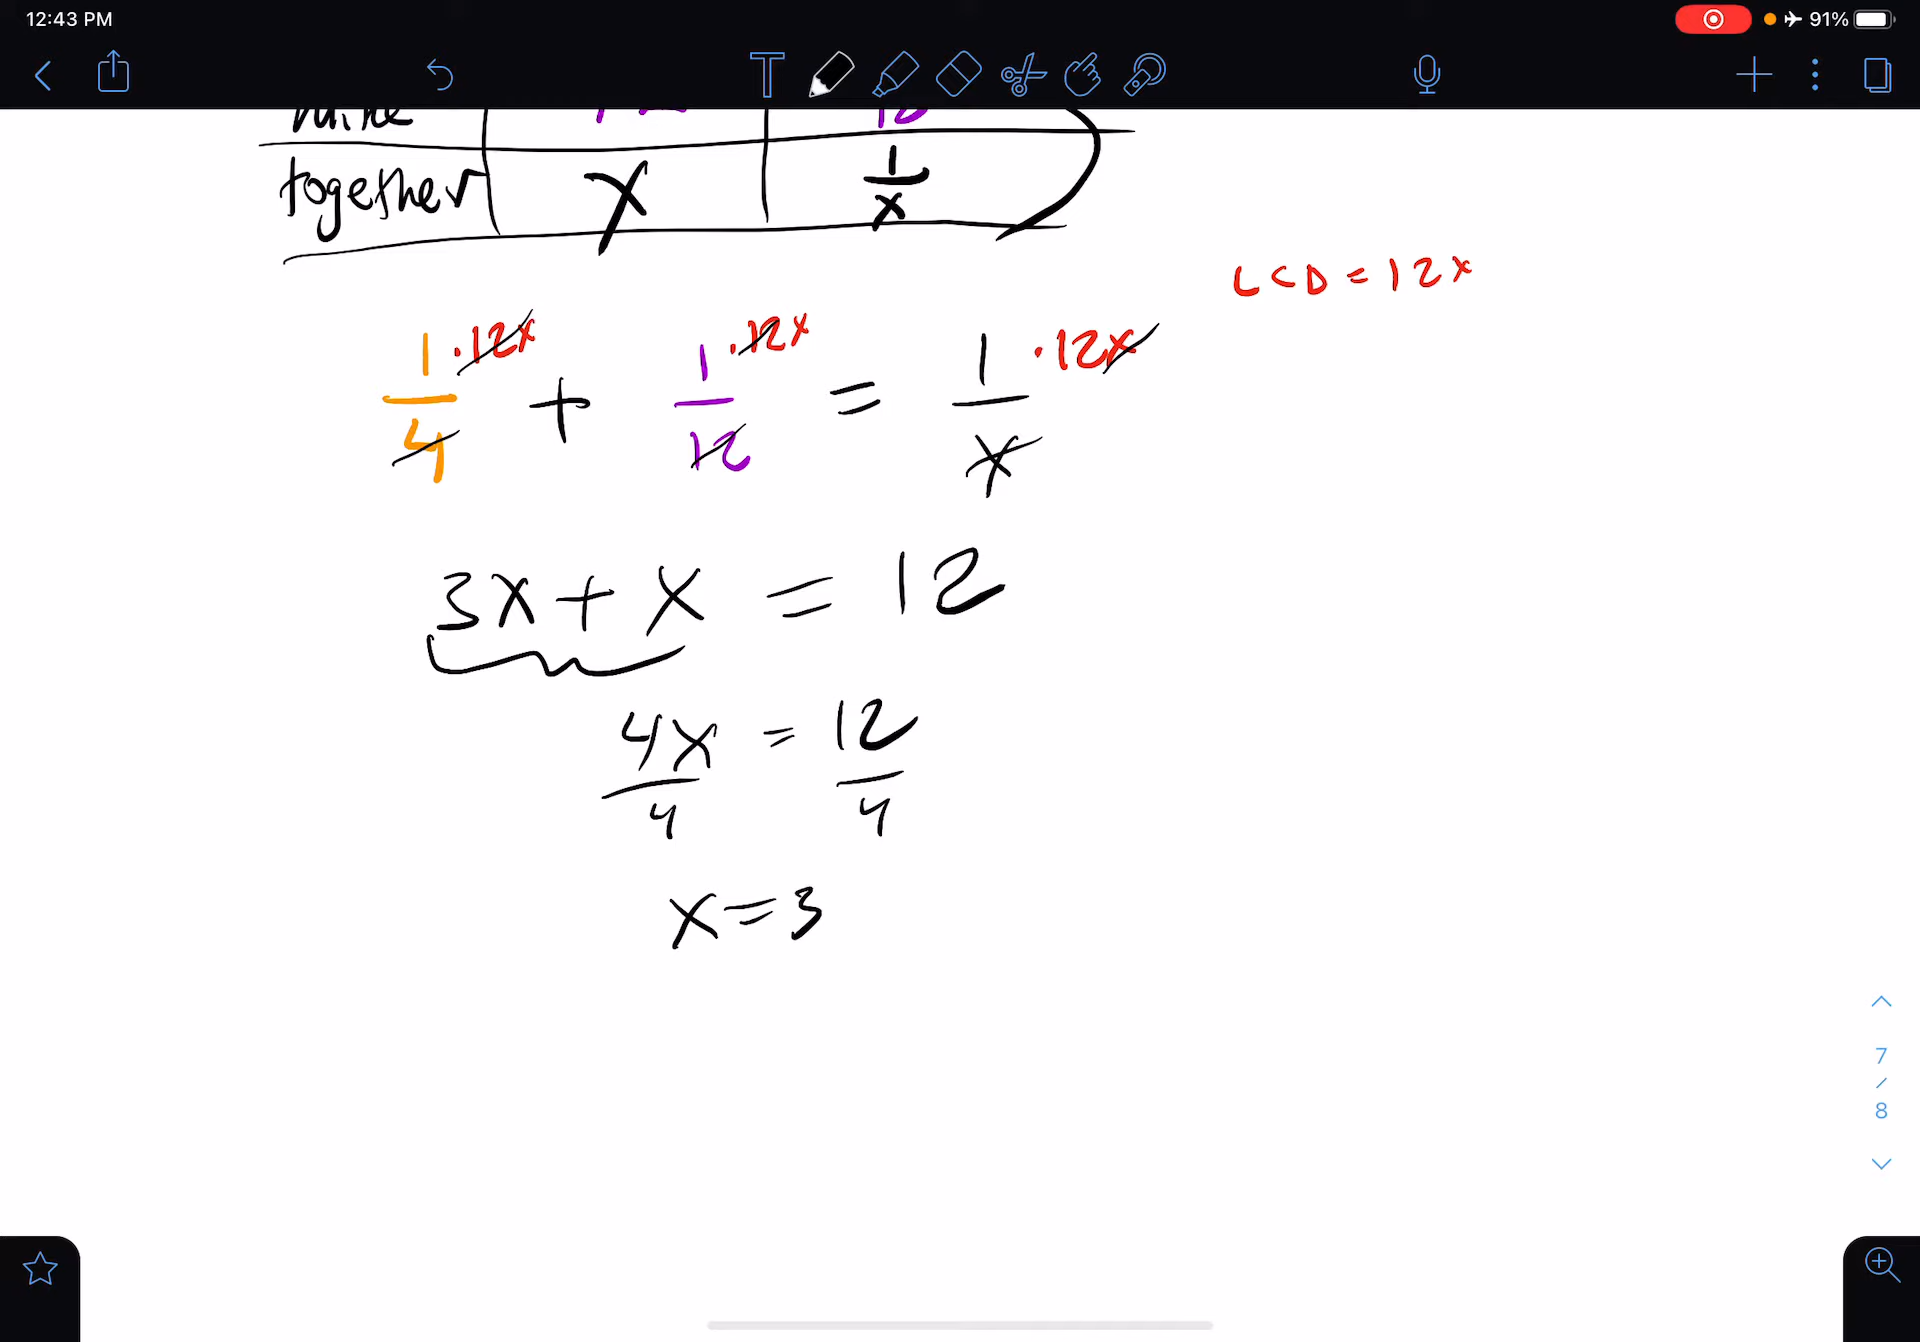 12:43 PM 91%
together x 1/x
LCD = 12x
1/4 · 12x + 1/12 · 12x = 1/x · 12x
3x + x = 12
4x/4 = 12/4
x = 3
7
/
8